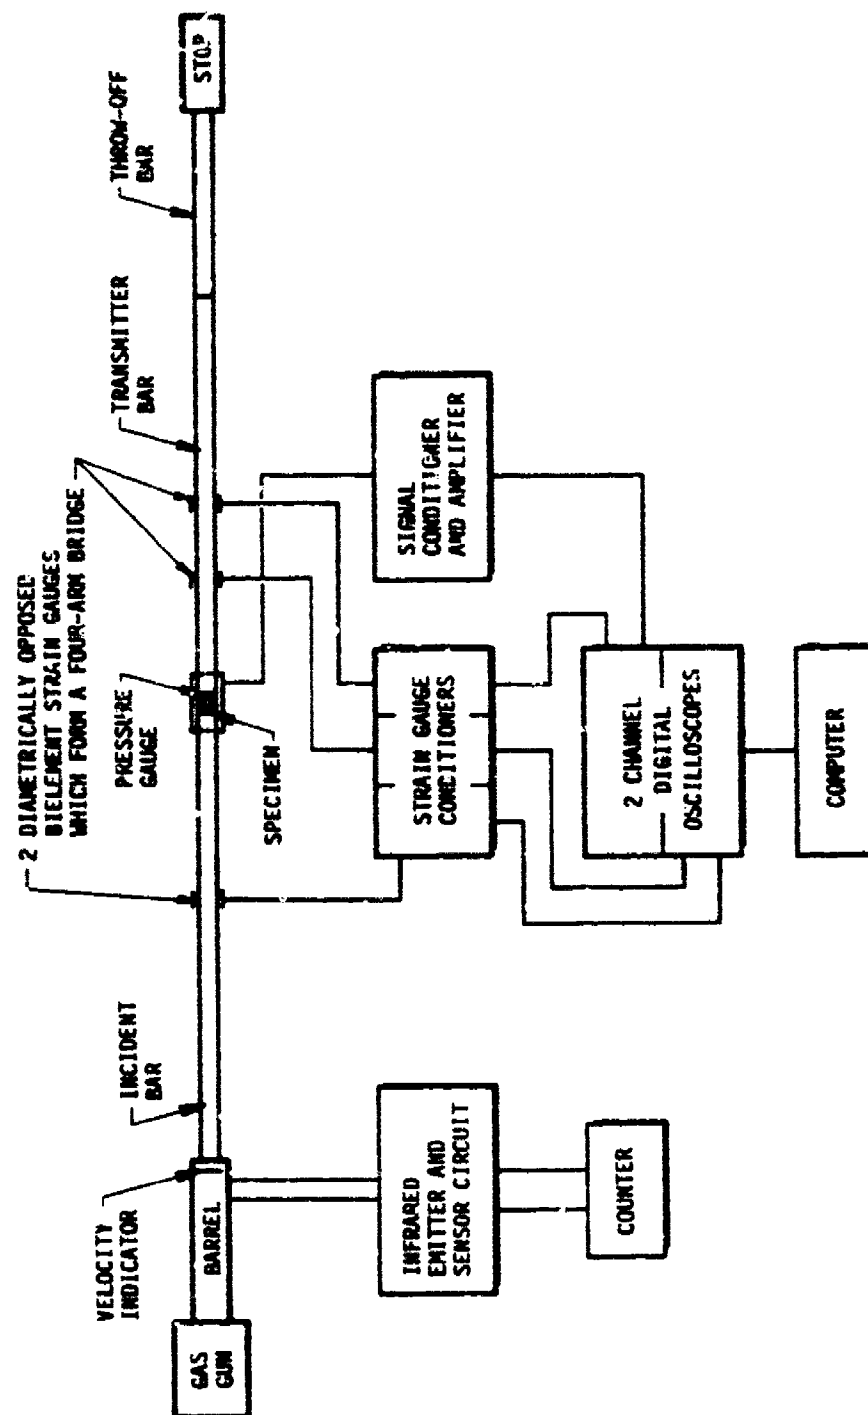 2 DIAMETRICALLY OPPOSED
BIELEMENT STRAIN GAUGES
WHICH FORM A FOUR-ARM BRIDGE
VELOCITY
INDICATOR
INCIDENT
BAR
PRESSURE
GAUGE
TRANSMITTER
BAR
THROW-OFF
BAR
GAS
GUN
BARREL
SPECIMEN
STOP
INFRARED
EMITTER AND
SENSOR CIRCUIT
STRAIN GAUGE
CONDITIONERS
SIGNAL
CONDITIONER
AND AMPLIFIER
COUNTER
2 CHANNEL
DIGITAL
OSCILLOSCOPES
COMPUTER